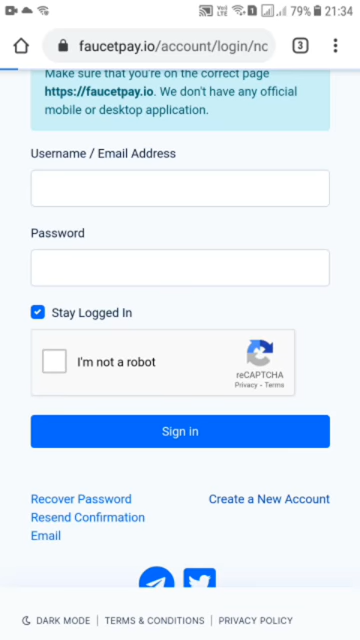 79% 21:34
faucetpay.io/account/login/nc 3
Make sure that you're on the correct page
https://faucetpay.io. We don't have any official
mobile or desktop application.
Username / Email Address
Password
Stay Logged In
I'm not a robot
reCAPTCHA
Privacy - Terms
Sign in
Recover Password
Create a New Account
Resend Confirmation
Email
DARK MODE | TERMS & CONDITIONS | PRIVACY POLICY